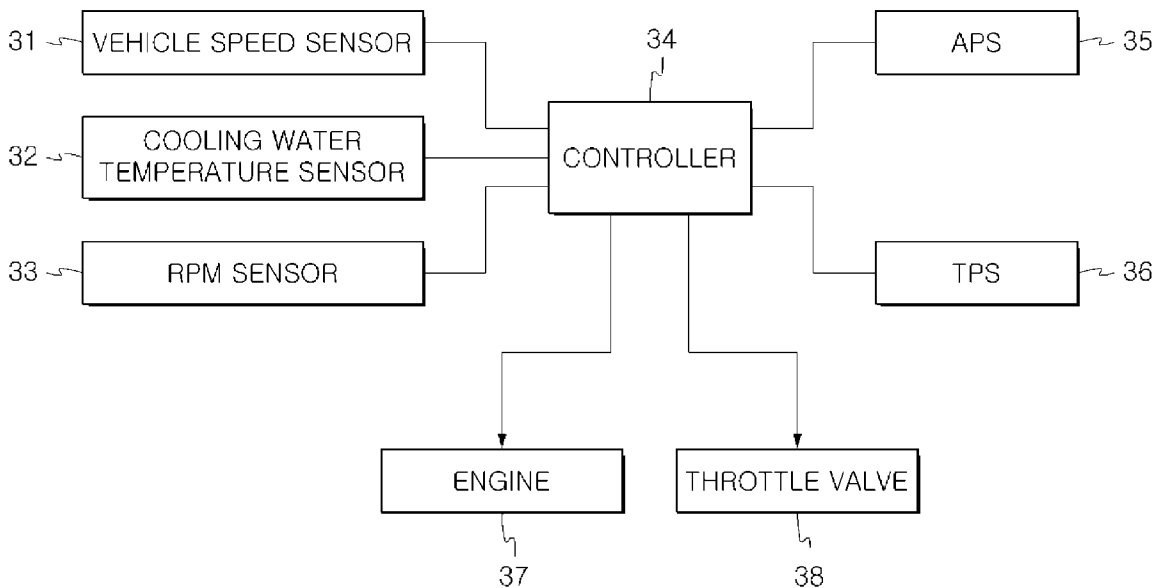 31
VEHICLE SPEED SENSOR
32
COOLING WATER
TEMPERATURE SENSOR
33
RPM SENSOR
34
CONTROLLER
APS
35
TPS
36
ENGINE
37
THROTTLE VALVE
38